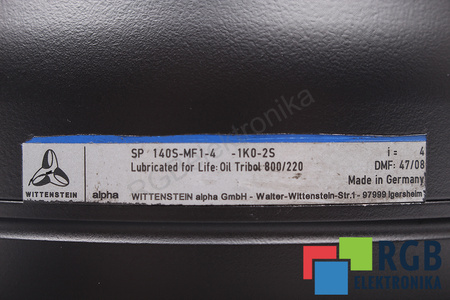 SP 140S-MF1-4 -1K0-2S i = 4
Lubricated for Life: Oil Tribol 800/220 DMF: 47/08
Made in Germany
WITTENSTEIN alpha WITTENSTEIN alpha GmbH - Walter-Wittenstein-Str.1 - 97999 Igersheim
RGB
ELEKTRONIKA